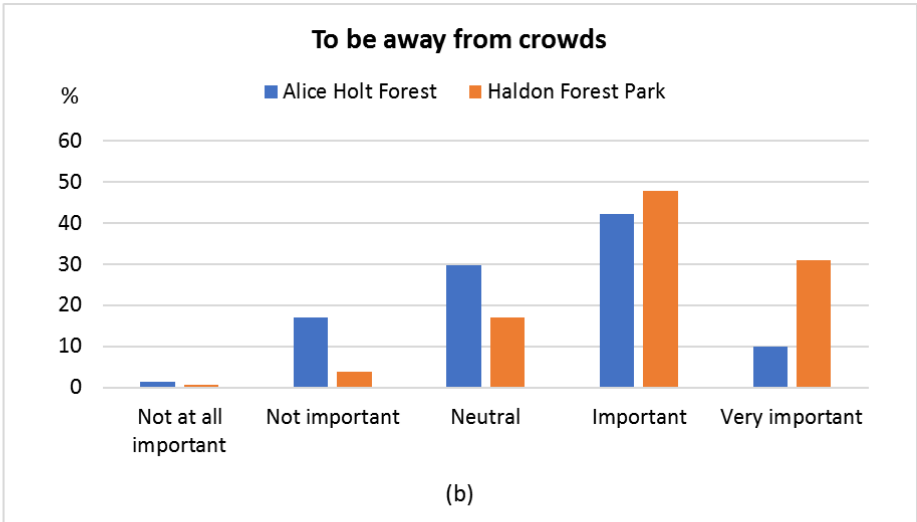 To be away from crowds
Alice Holt Forest Haldon Forest Park
%
60
50
40
30
20
10
0
Not at all important Not important Neutral Important Very important
(b)